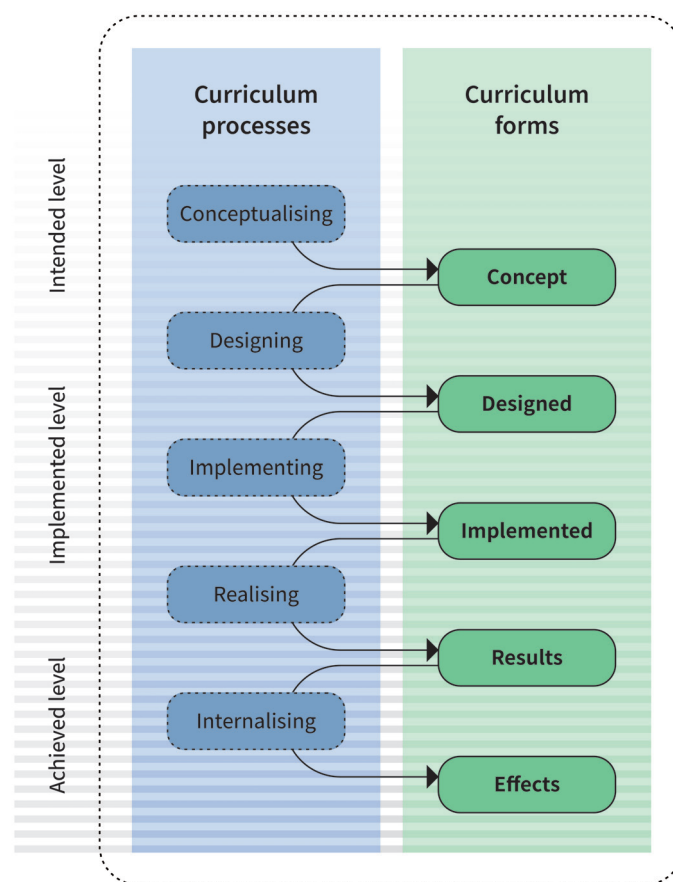 Curriculum
processes
Curriculum
forms
Intended level
Conceptualising
Concept
Designing
Designed
Implemented level
Implementing
Implemented
Realising
Results
Achieved level
Internalising
Effects